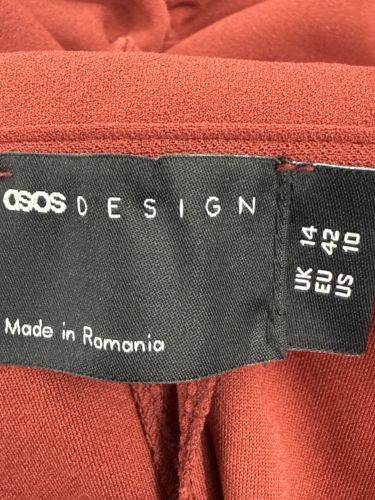 asos DESIGN
Made in Romania
UK 14
EU 42
US 10